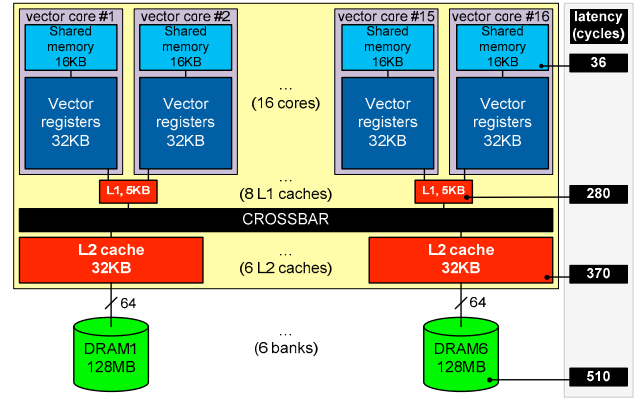 vector core #1
vector core #2
vector core #15
vector core #16
latency
(cycles)
Shared
memory
16KB
Shared
memory
16KB
Shared
memory
16KB
Shared
memory
16KB
36
Vector
registers
32KB
Vector
registers
32KB
...
(16 cores)
Vector
registers
32KB
Vector
registers
32KB
L1, 5KB
...
(8 L1 caches)
L1, 5KB
280
CROSSBAR
L2 cache
32KB
...
(6 L2 caches)
L2 cache
32KB
370
64
64
DRAM1
128MB
...
(6 banks)
DRAM6
128MB
510